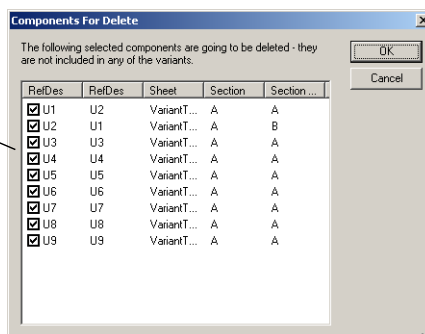 Components For Delete
The following selected components are going to be deleted - they
are not included in any of the variants.
OK
Cancel
RefDes RefDes Sheet Section Section ...
U1 U2 VariantT... A A
U2 U1 VariantT... A B
U3 U3 VariantT... A A
U4 U4 VariantT... A A
U5 U5 VariantT... A A
U6 U6 VariantT... A A
U7 U7 VariantT... A A
U8 U8 VariantT... A A
U9 U9 VariantT... A A